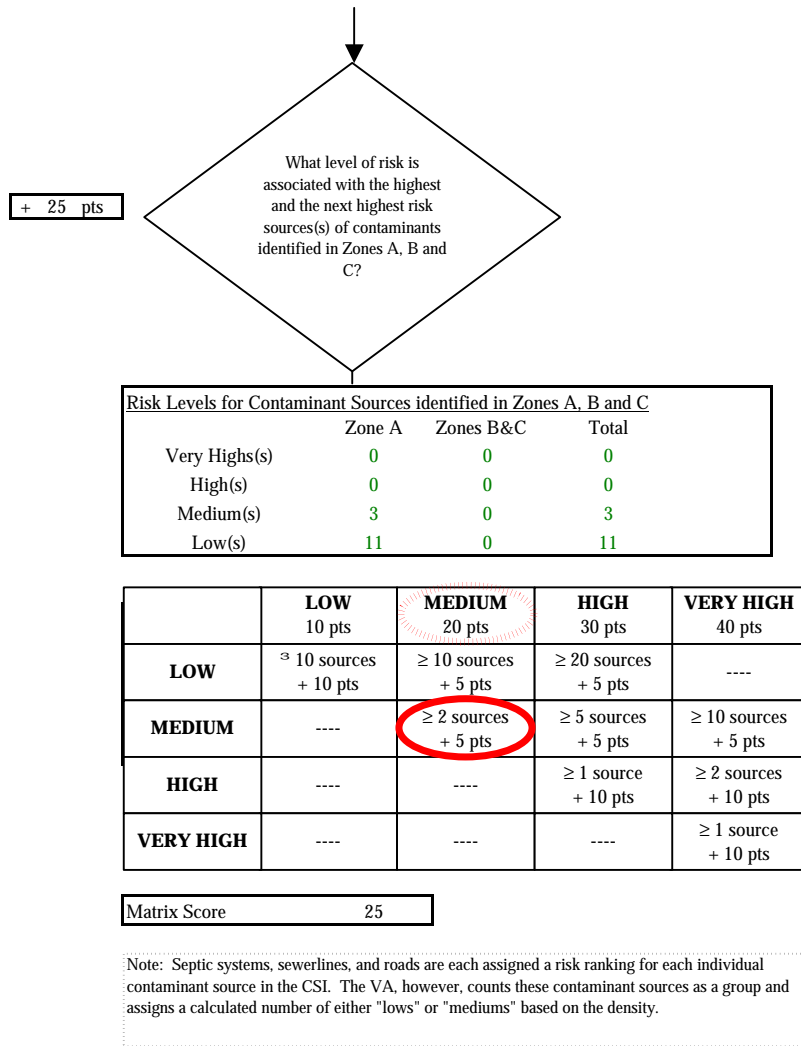 What level of risk is
associated with the highest
and the next highest risk
sources(s) of contaminants
identified in Zones A, B and
C?
+ 25 pts
Risk Levels for Contaminant Sources identified in Zones A, B and C
Zone A Zones B&C Total
Very Highs(s) 0 0 0
High(s) 0 0 0
Medium(s) 3 0 3
Low(s) 11 0 11
LOW MEDIUM HIGH VERY HIGH
10 pts 20 pts 30 pts 40 pts
LOW ³ 10 sources ≥ 10 sources ≥ 20 sources ----
+ 10 pts + 5 pts + 5 pts
MEDIUM ---- ≥ 2 sources ≥ 5 sources ≥ 10 sources
+ 5 pts + 5 pts + 5 pts
HIGH ---- ---- ≥ 1 source ≥ 2 sources
+ 10 pts + 10 pts
VERY HIGH ---- ---- ---- ≥ 1 source
+ 10 pts
Matrix Score 25
Note: Septic systems, sewerlines, and roads are each assigned a risk ranking for each individual
contaminant source in the CSI. The VA, however, counts these contaminant sources as a group and
assigns a calculated number of either "lows" or "mediums" based on the density.